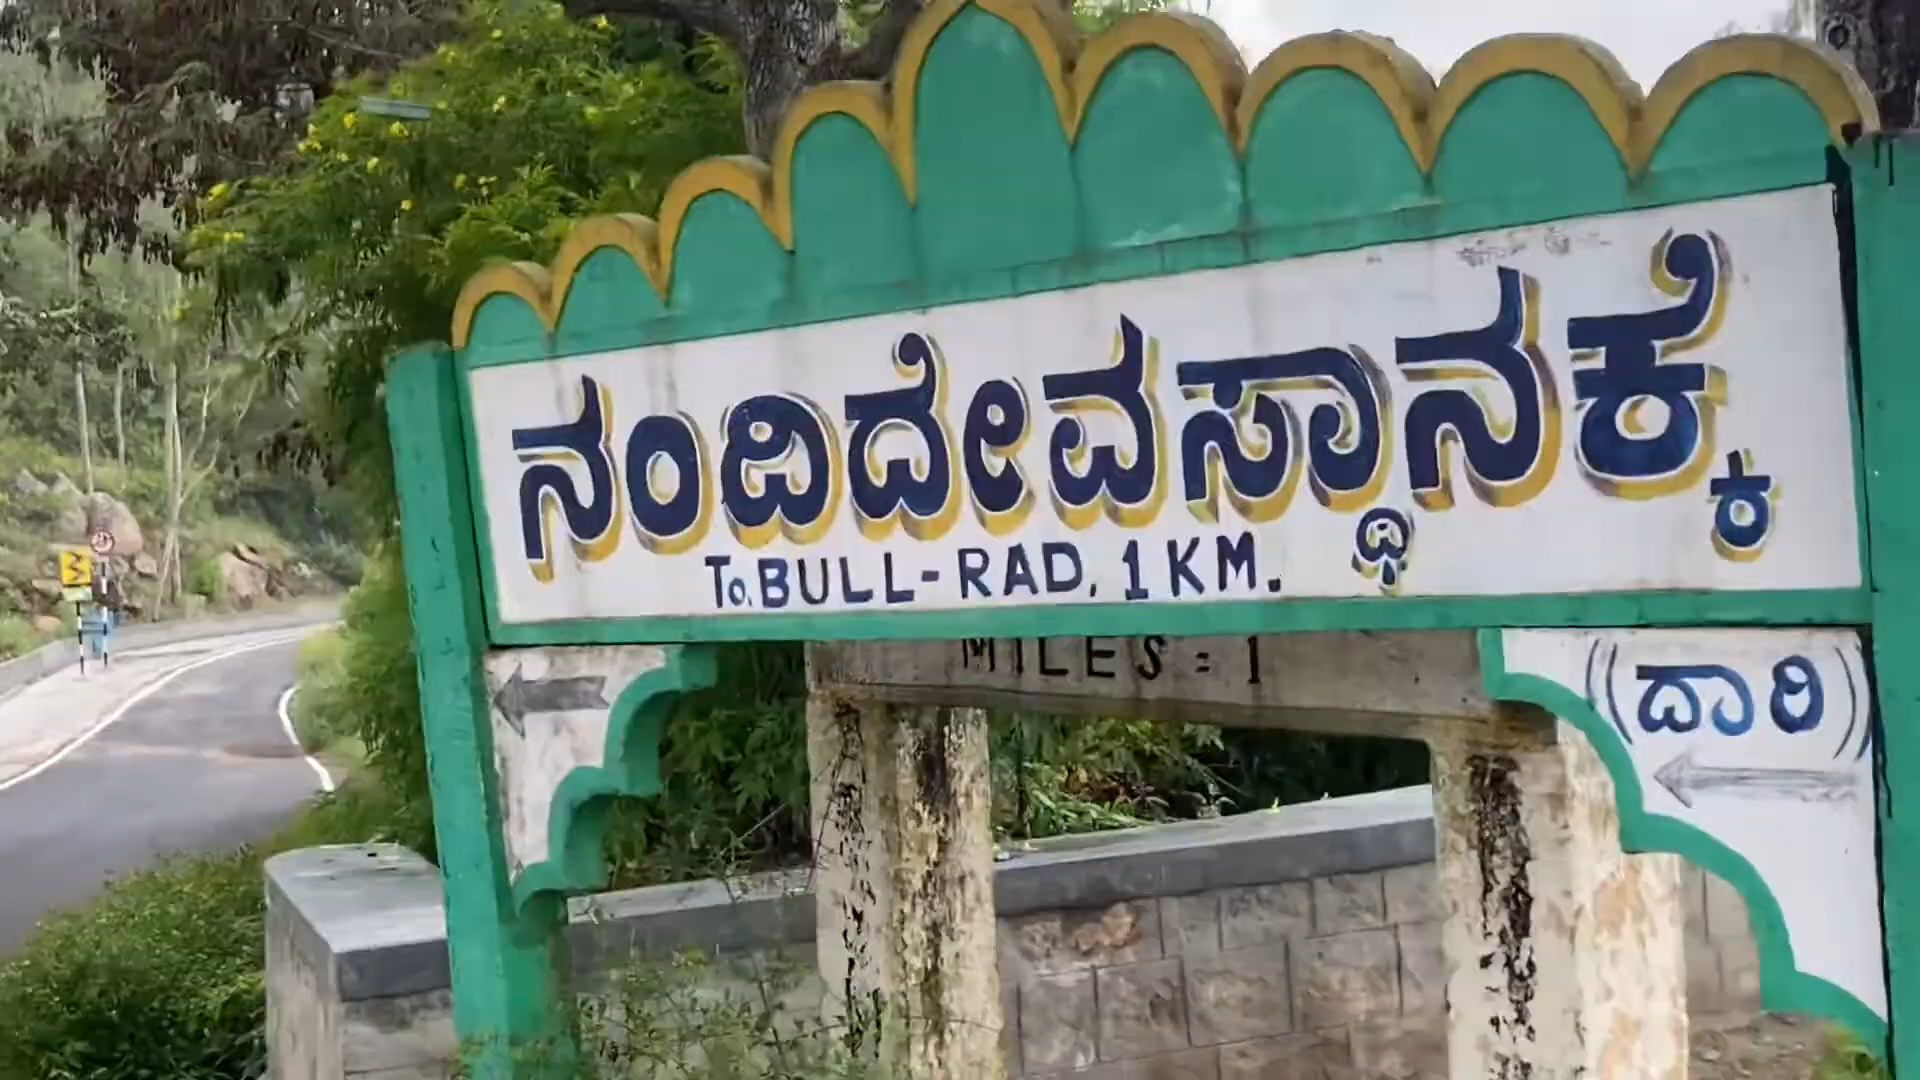 ನಂದಿದೇವಸ್ಥಾನಕ್ಕೆ
To. BULL-RAD, 1 KM.
MILES = 1
(ದಾರಿ)